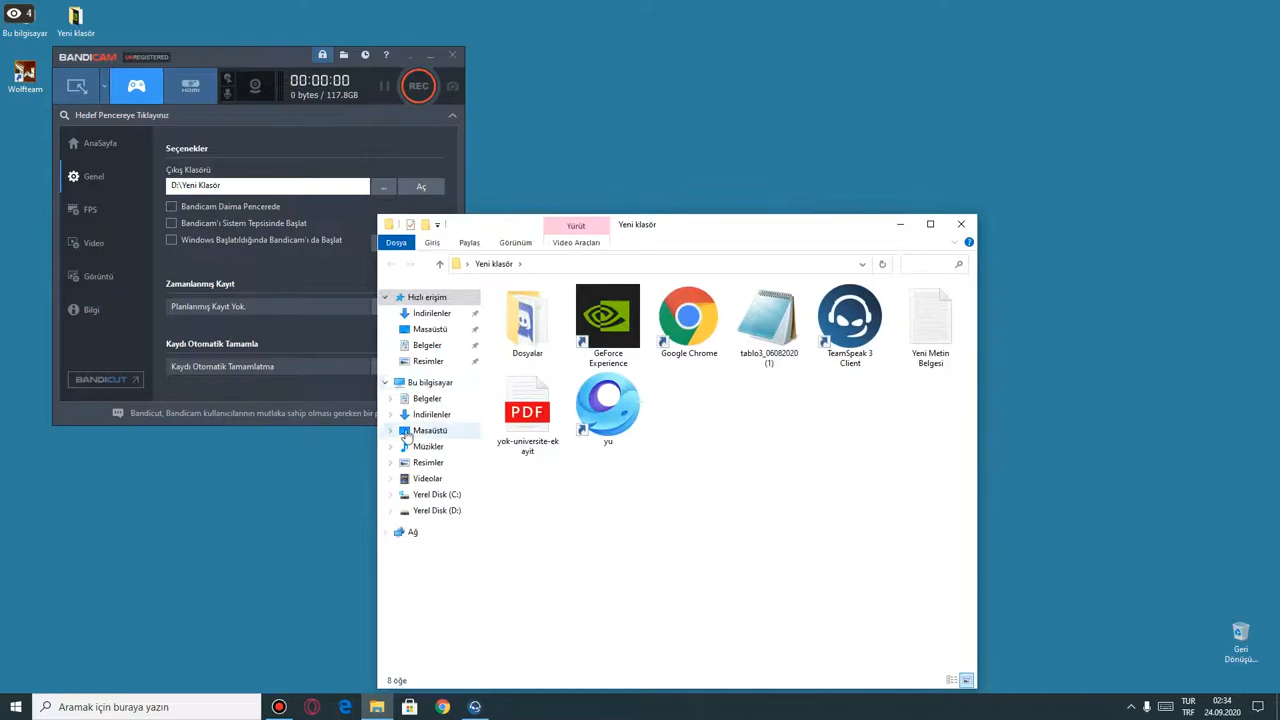 4
Bu bilgisayar
Yeni klasör
Wolfteam
BANDICAM UNREGISTERED
?
HDMI
00:00:00
0 bytes / 117.8GB
REC
Hedef Pencereye Tıklayınız
AnaSayfa
Genel
FPS
Video
Görüntü
Bilgi
BANDICUT
Seçenekler
Çıkış Klasörü
D:\Yeni Klasör
...
Aç
Bandicam Daima Pencerede
Bandicam'ı Sistem Tepsisinde Başlat
Windows Başlatıldığında Bandicam'ı da Başlat
Zamanlanmış Kayıt
Planlanmış Kayıt Yok.
Kaydı Otomatik Tamamla
Kaydı Otomatik Tamamlatma
Bandicut, Bandicam kullanıcılarının mutlaka sahip olması gereken bir
Yürüt
Yeni klasör
Dosya
Giriş
Paylaş
Görünüm
Video Araçları
Yeni klasör
Hızlı erişim
İndirilenler
Masaüstü
Belgeler
Resimler
Bu bilgisayar
Belgeler
İndirilenler
Masaüstü
Müzikler
Resimler
Videolar
Yerel Disk (C:)
Yerel Disk (D:)
Ağ
Dosyalar
GeForce
Experience
Google Chrome
tablo3_06082020
(1)
TeamSpeak 3
Client
Yeni Metin
Belgesi
PDF
yok-universite-ek
ayit
yu
8 öğe
Geri
Dönüşü...
Aramak için buraya yazın
TUR
TRF
02:34
24.09.2020